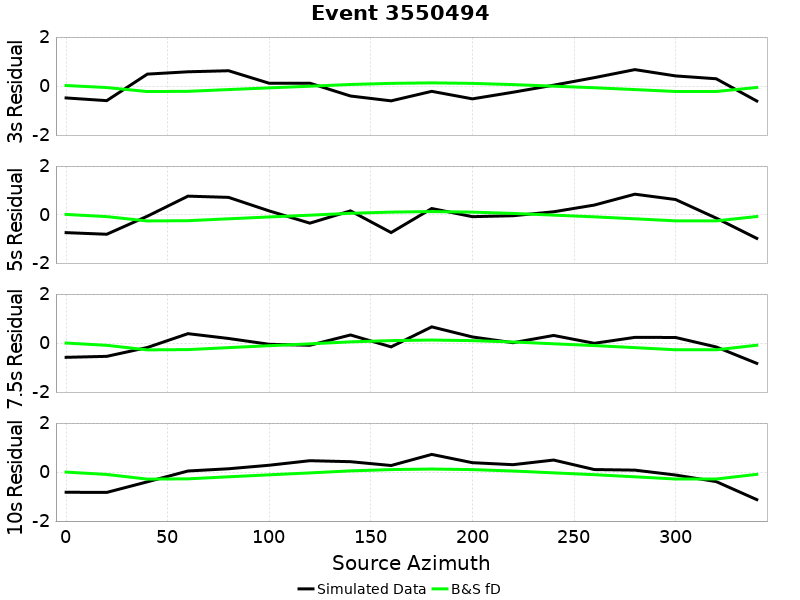 Event 3550494
3s Residual
2
0
-2
5s Residual
2
0
-2
7.5s Residual
2
0
-2
10s Residual
2
0
-2
0 50 100 150 200 250 300
Source Azimuth
Simulated Data B&S fD